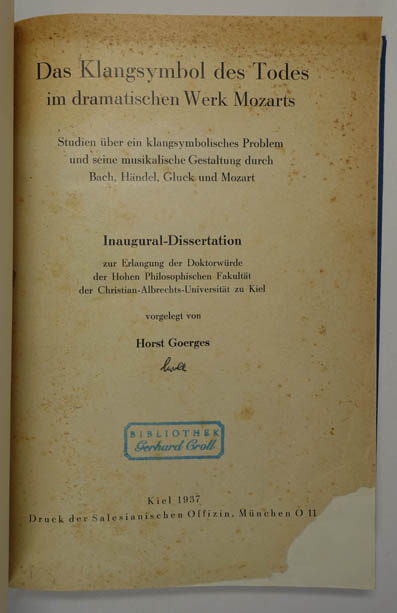 Das Klangsymbol des Todes
im dramatischen Werk Mozarts
Studien über ein klangsymbolisches Problem
und seine musikalische Gestaltung durch
Bach, Händel, Gluck und Mozart
Inaugural-Dissertation
zur Erlangung der Doktorwürde
der Hohen Philosophischen Fakultät
der Christian-Albrechts-Universität zu Kiel
vorgelegt von
Horst Goerges
BIBLIOTHEK
Gerhard Croll
Kiel 1937
Druck der Salesianischen Offizin, München O 11